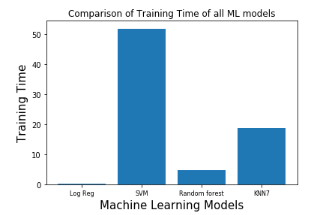 Comparison of Training Time of all ML models
Training Time
50
40
30
20
10
0
Log Reg SVM Random forest KNN7
Machine Learning Models